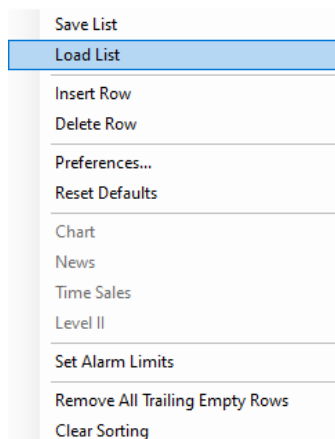 Save List
Load List
Insert Row
Delete Row
Preferences...
Reset Defaults
Chart
News
Time Sales
Level II
Set Alarm Limits
Remove All Trailing Empty Rows
Clear Sorting